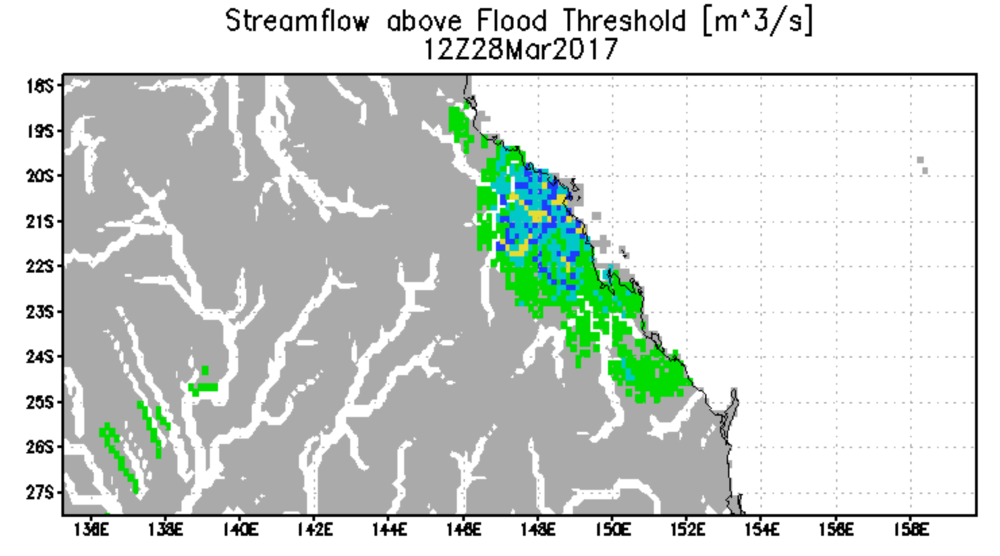 Streamflow above Flood Threshold [m^3/s]
12Z28Mar2017
18S
19S
20S
21S
22S
23S
24S
25S
26S
27S
136E 138E 140E 142E 144E 146E 148E 150E 152E 154E 156E 158E